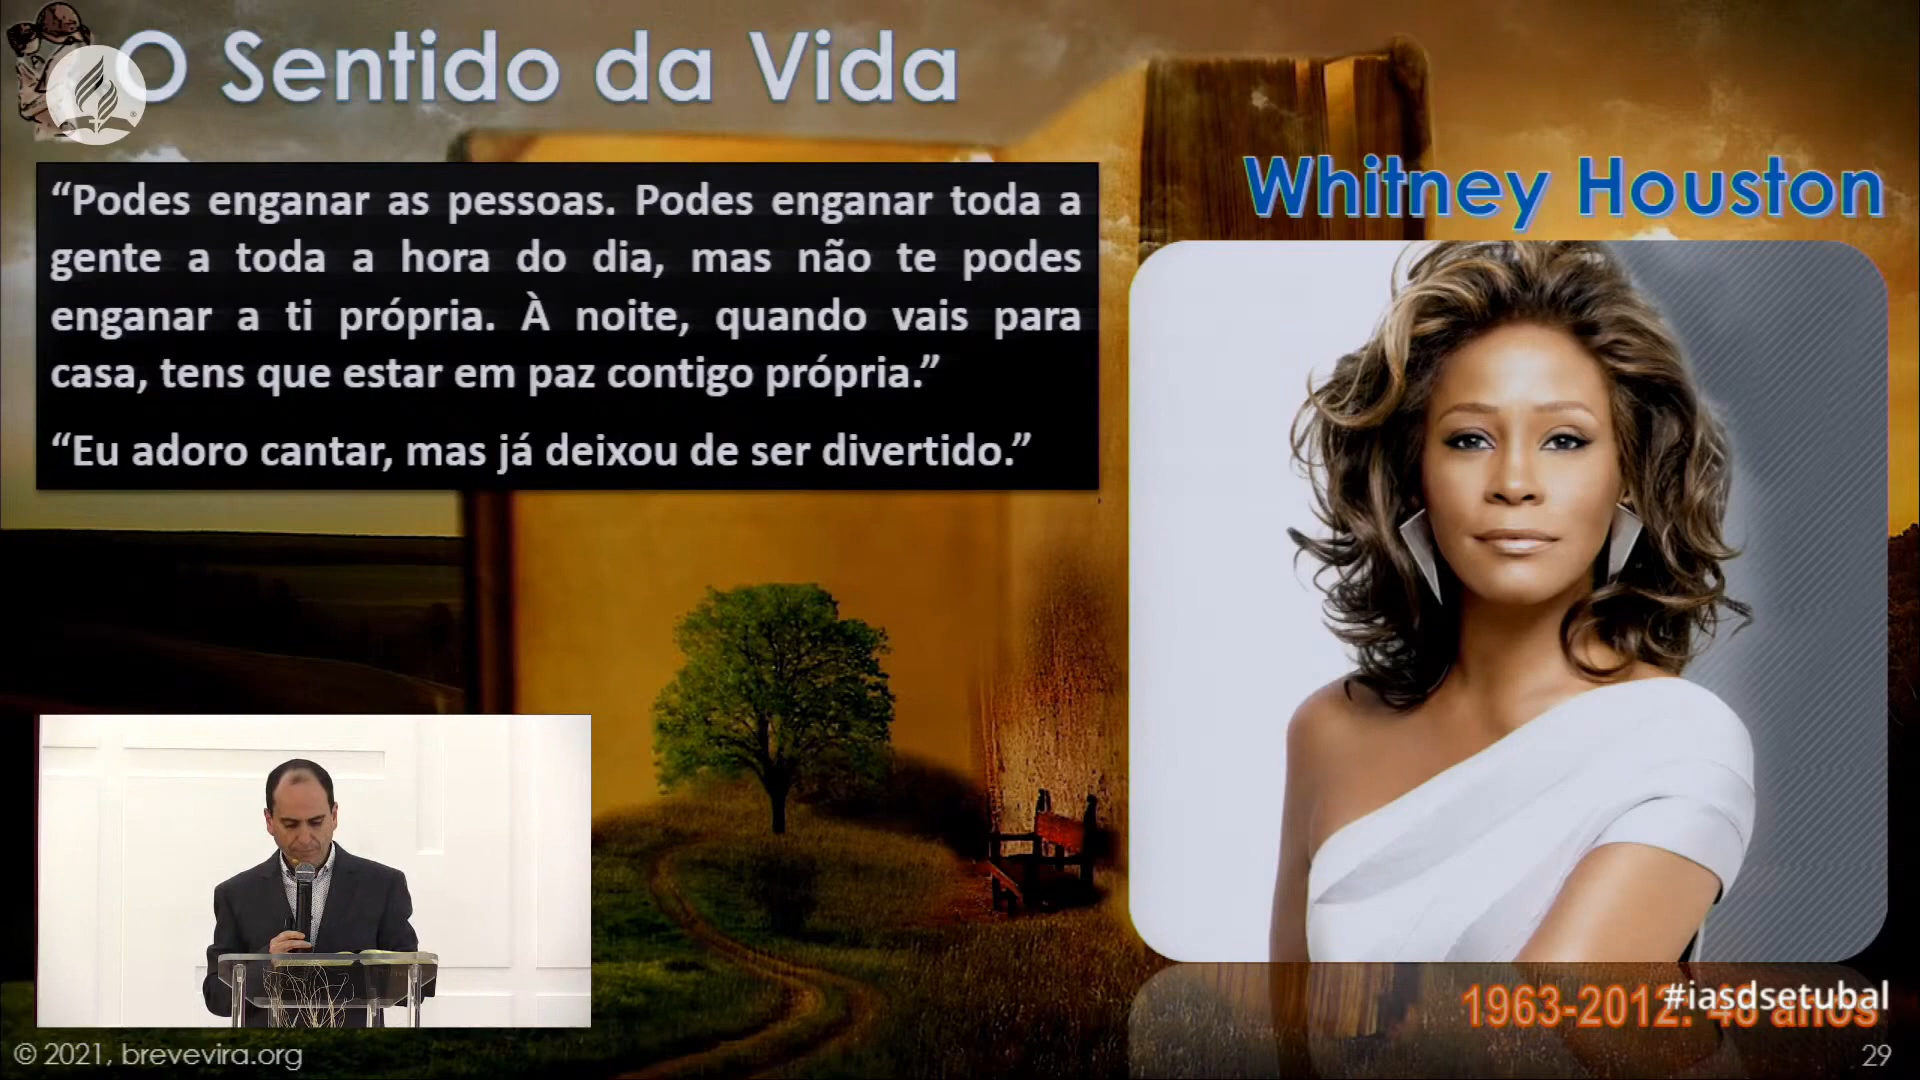 O Sentido da Vida
Whitney Houston
“Podes enganar as pessoas. Podes enganar toda a
gente a toda a hora do dia, mas não te podes
enganar a ti própria. À noite, quando vais para
casa, tens que estar em paz contigo própria.”
“Eu adoro cantar, mas já deixou de ser divertido.”
1963-2012: 48 anos
#iasdsetubal
© 2021, brevevira.org
29